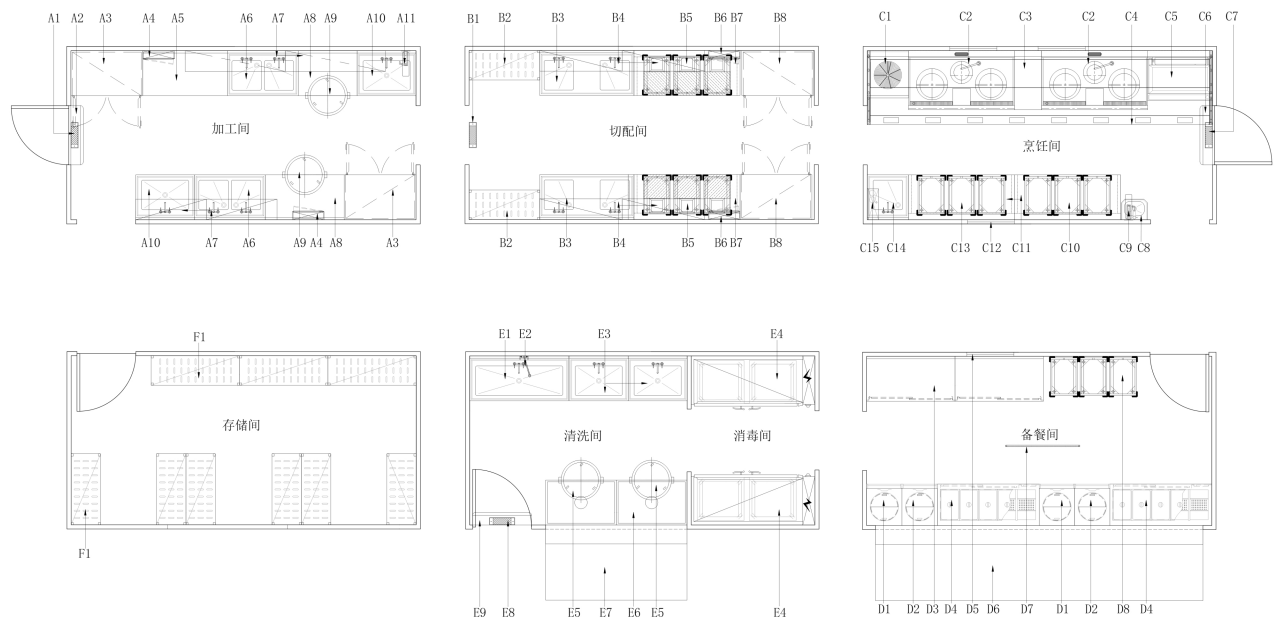 A1 A2 A3 A4 A5 A6 A7 A8 A9 A10 A11
加工间
A10 A7 A6 A9 A4 A8 A3
B1 B2 B3 B4 B5 B6 B7 B8
切配间
B2 B3 B4 B5 B6 B7 B8
C1 C2 C3 C2 C4 C5 C6 C7
烹饪间
C15 C14 C13 C12 C11 C10 C9 C8
F1
存储间
F1
E1 E2 E3 E4
清洗间 消毒间
E9 E8 E5 E7 E6 E5 E4
备餐间
D1 D2 D3 D4 D5 D6 D7 D1 D2 D8 D4